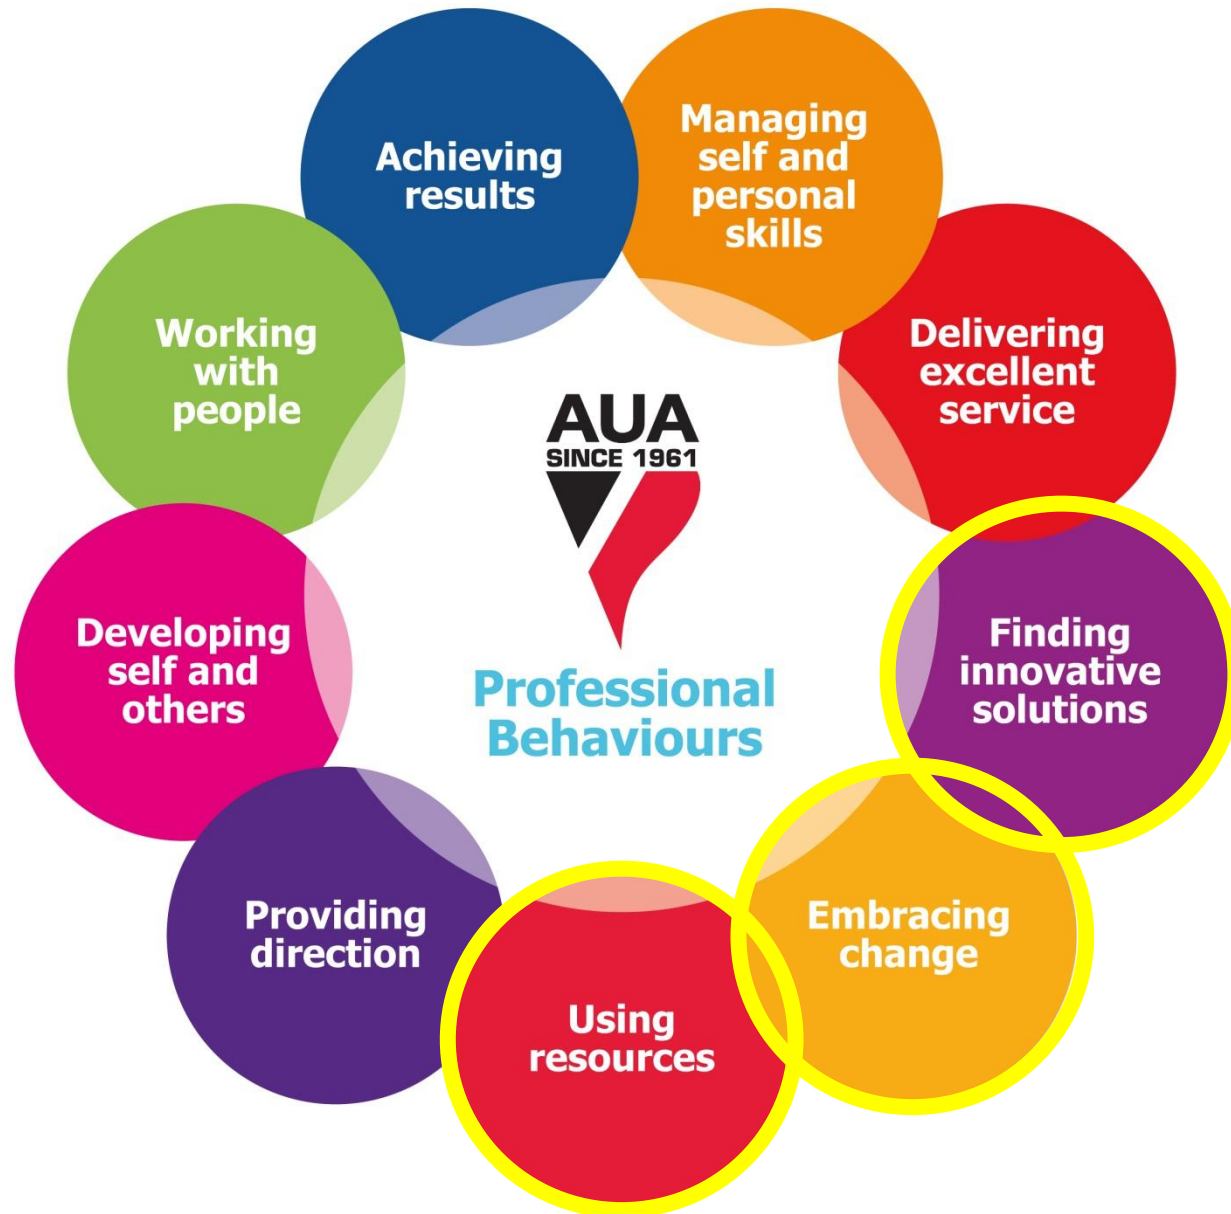 Achieving
results
Managing
self and
personal
skills
Delivering
excellent
service
Finding
innovative
solutions
Embracing
change
Using
resources
Providing
direction
Developing
self and
others
Working
with
people
AUA
SINCE 1961
Professional
Behaviours